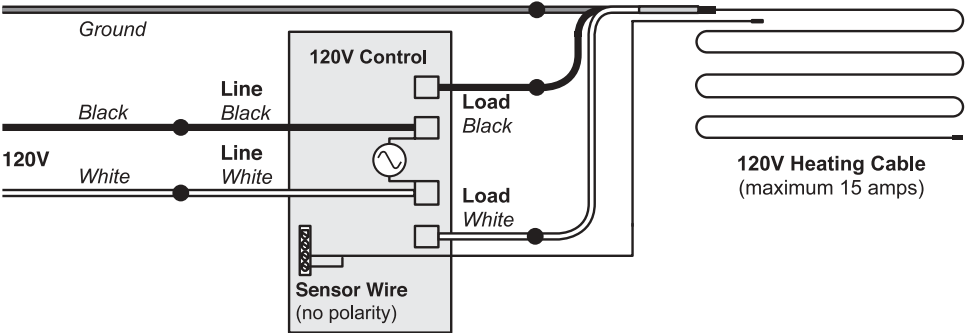 Ground
120V Control
Line
Black
Black
Load
Black
120V
Line
White
White
Load
White
120V Heating Cable
(maximum 15 amps)
Sensor Wire
(no polarity)